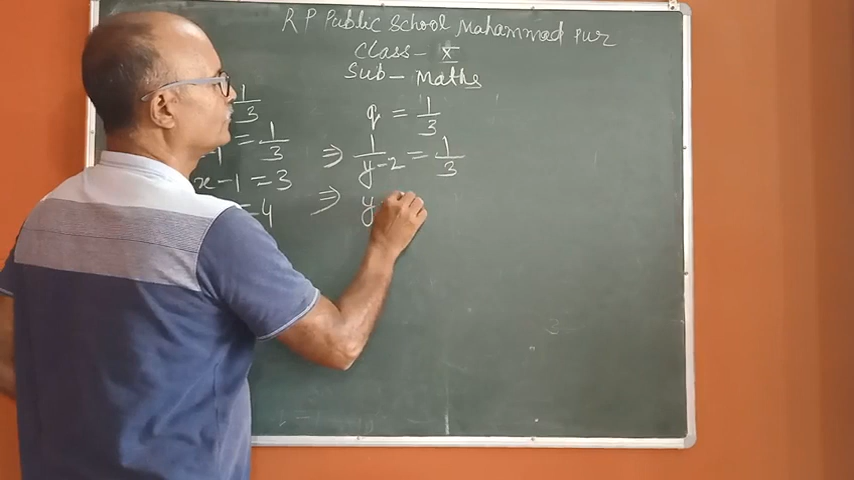 R P Public School Mahammad Pur
Class - X
Sub - Maths
1/3
q = 1/3
= 1/3
⇒ 1/y-2 = 1/3
x-1 = 3
= 4
⇒ y